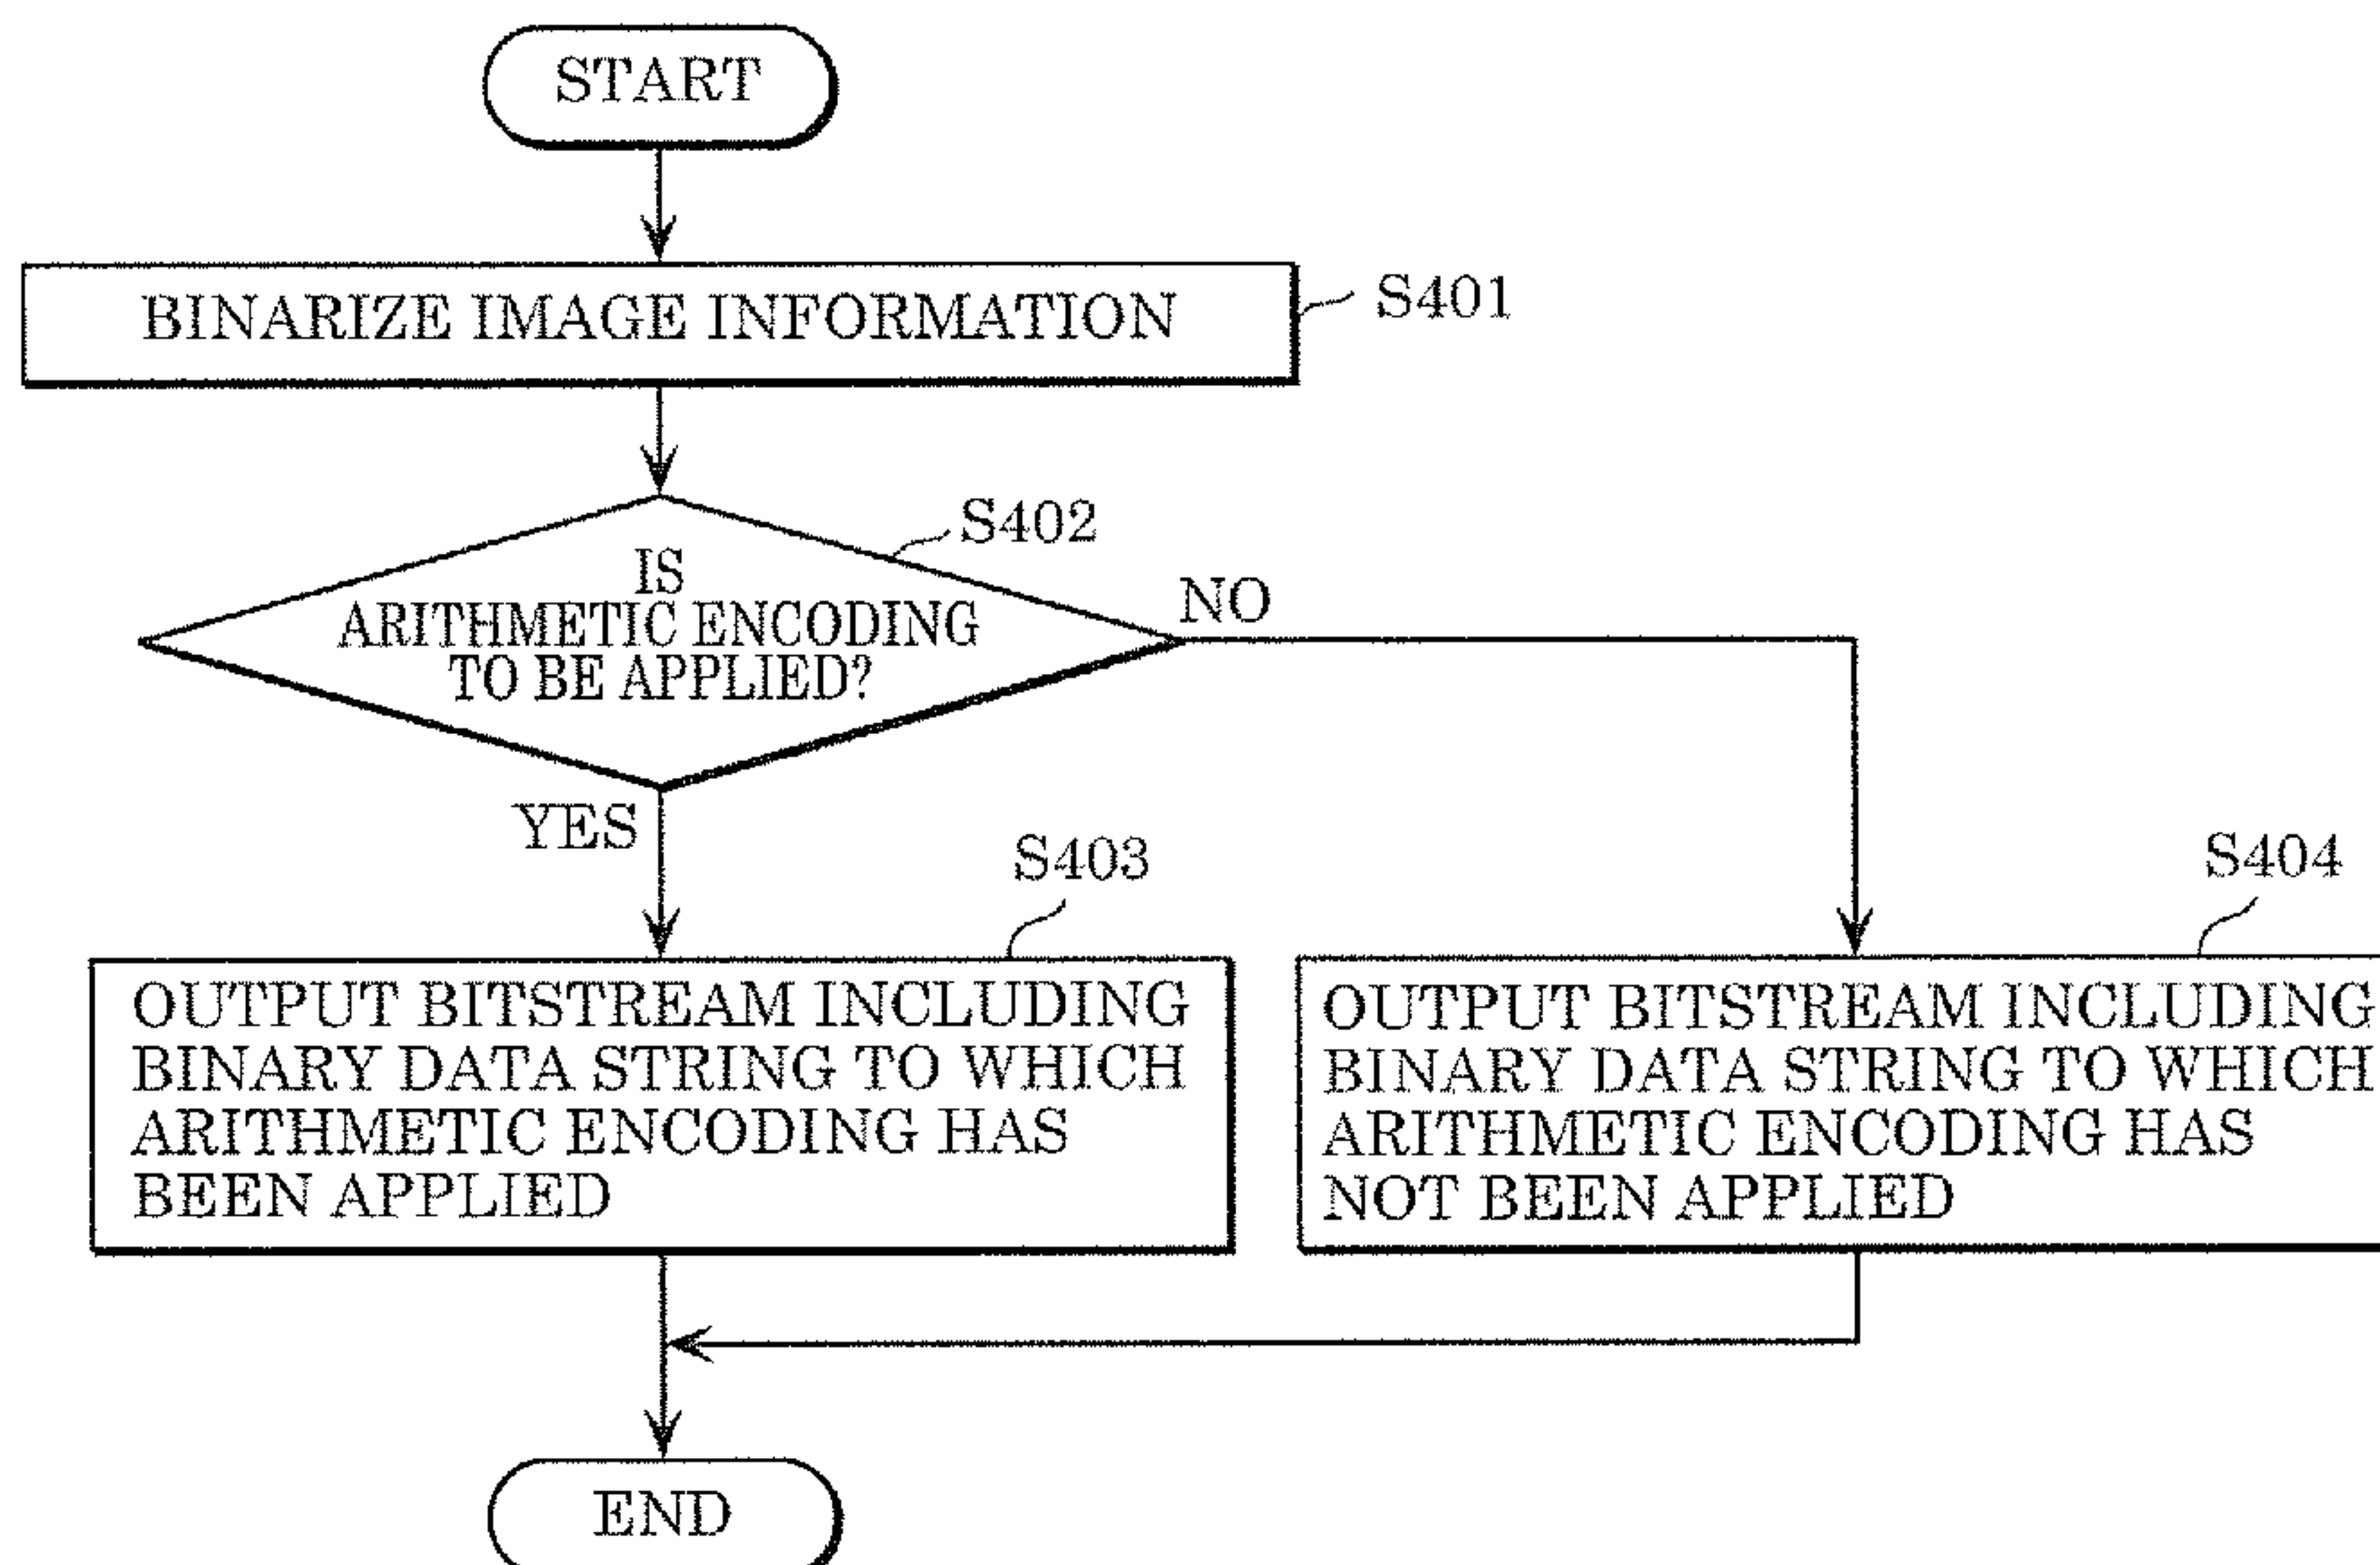 START
BINARIZE IMAGE INFORMATION
S401
S402
IS
ARITHMETIC ENCODING
TO BE APPLIED?
NO
YES
S403
OUTPUT BITSTREAM INCLUDING
BINARY DATA STRING TO WHICH
ARITHMETIC ENCODING HAS
BEEN APPLIED
S404
OUTPUT BITSTREAM INCLUDING
BINARY DATA STRING TO WHICH
ARITHMETIC ENCODING HAS
NOT BEEN APPLIED
END